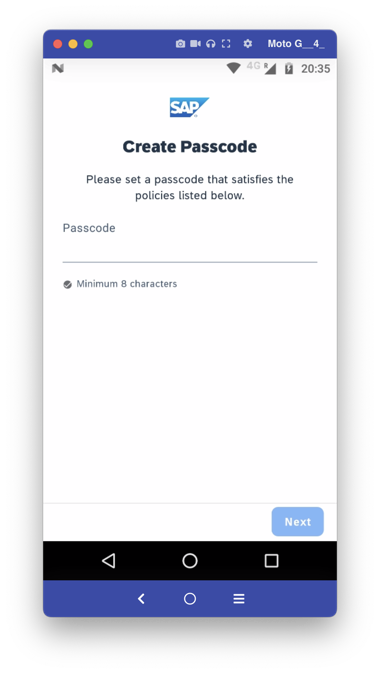 Moto G__4_
4G 20:35
SAP
Create Passcode
Please set a passcode that satisfies the
policies listed below.
Passcode
Minimum 8 characters
Next